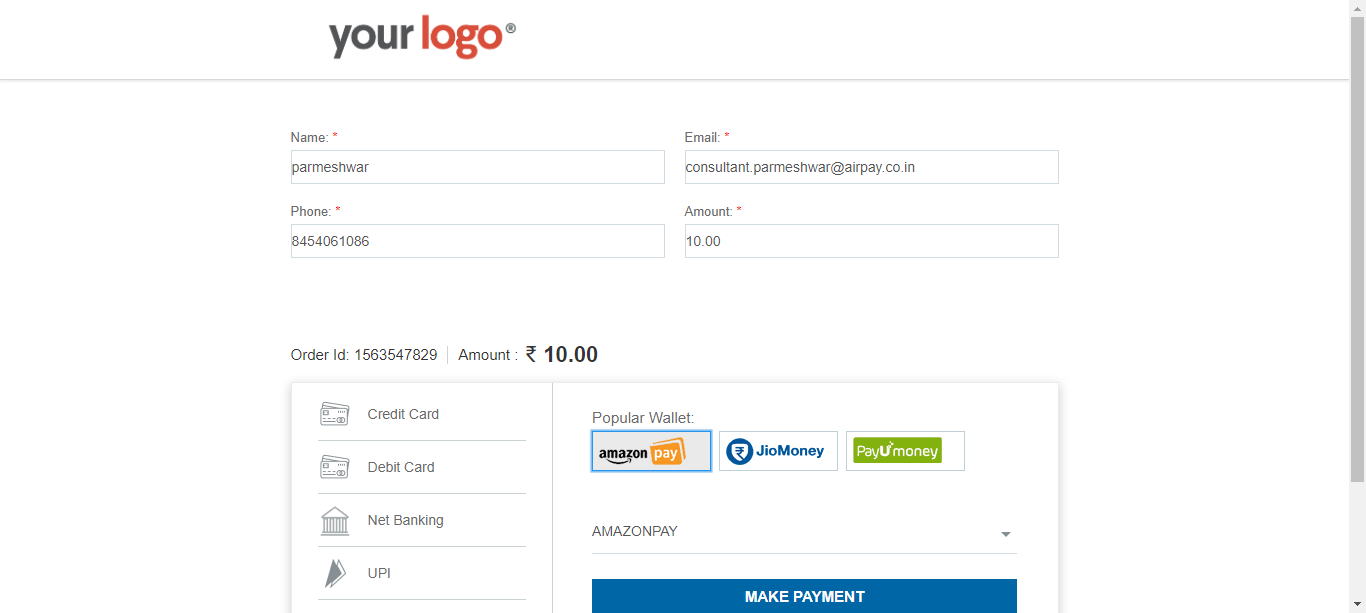 your logo®
Name: * Email: *
parmeshwar consultant.parmeshwar@airpay.co.in
Phone: * Amount: *
8454061086 10.00
Order Id: 1563547829 Amount : ₹ 10.00
Credit Card
Debit Card
Net Banking
UPI
Popular Wallet:
amazon pay JioMoney PayUmoney
AMAZONPAY
MAKE PAYMENT